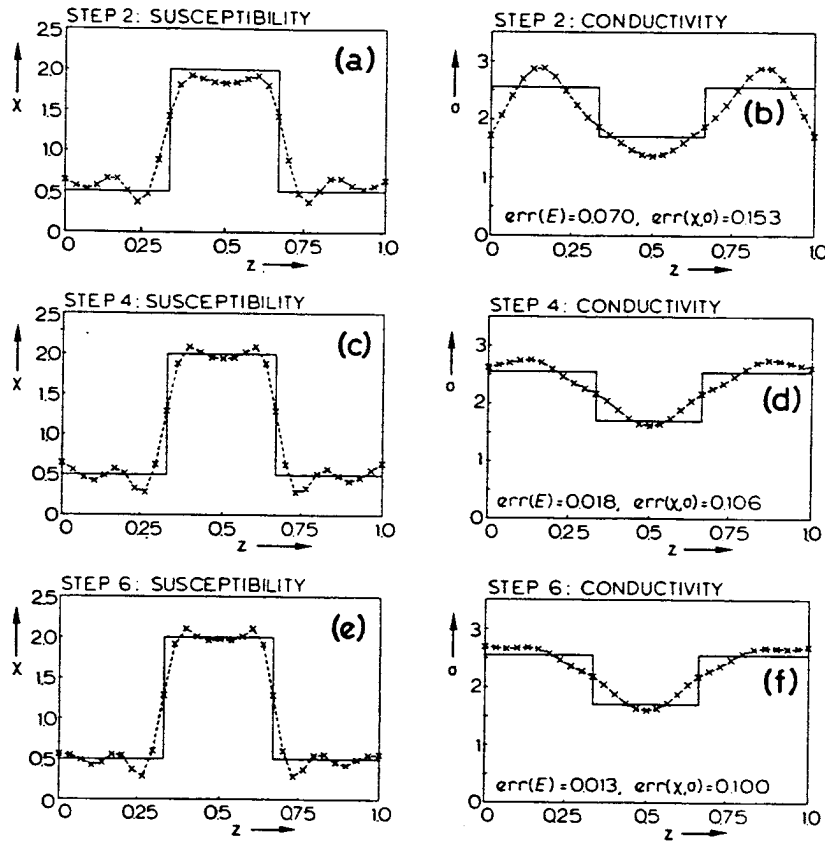 STEP 2: SUSCEPTIBILITY
(a)
χ
2.5
2.0
1.5
1.0
0.5
0
0 0.25 0.5 0.75 1.0
z
STEP 2: CONDUCTIVITY
(b)
σ
3
2
1
0
err(E)=0.070, err(χ,σ)=0.153
0 0.25 0.5 0.75 1.0
z
STEP 4: SUSCEPTIBILITY
(c)
χ
2.5
2.0
1.5
1.0
0.5
0
0 0.25 0.5 0.75 1.0
z
STEP 4: CONDUCTIVITY
(d)
σ
3
2
1
0
err(E)=0.018, err(χ,σ)=0.106
0 0.25 0.5 0.75 1.0
z
STEP 6: SUSCEPTIBILITY
(e)
χ
2.5
2.0
1.5
1.0
0.5
0
0 0.25 0.5 0.75 1.0
z
STEP 6: CONDUCTIVITY
(f)
σ
3
2
1
0
err(E)=0.013, err(χ,σ)=0.100
0 0.25 0.5 0.75 1.0
z